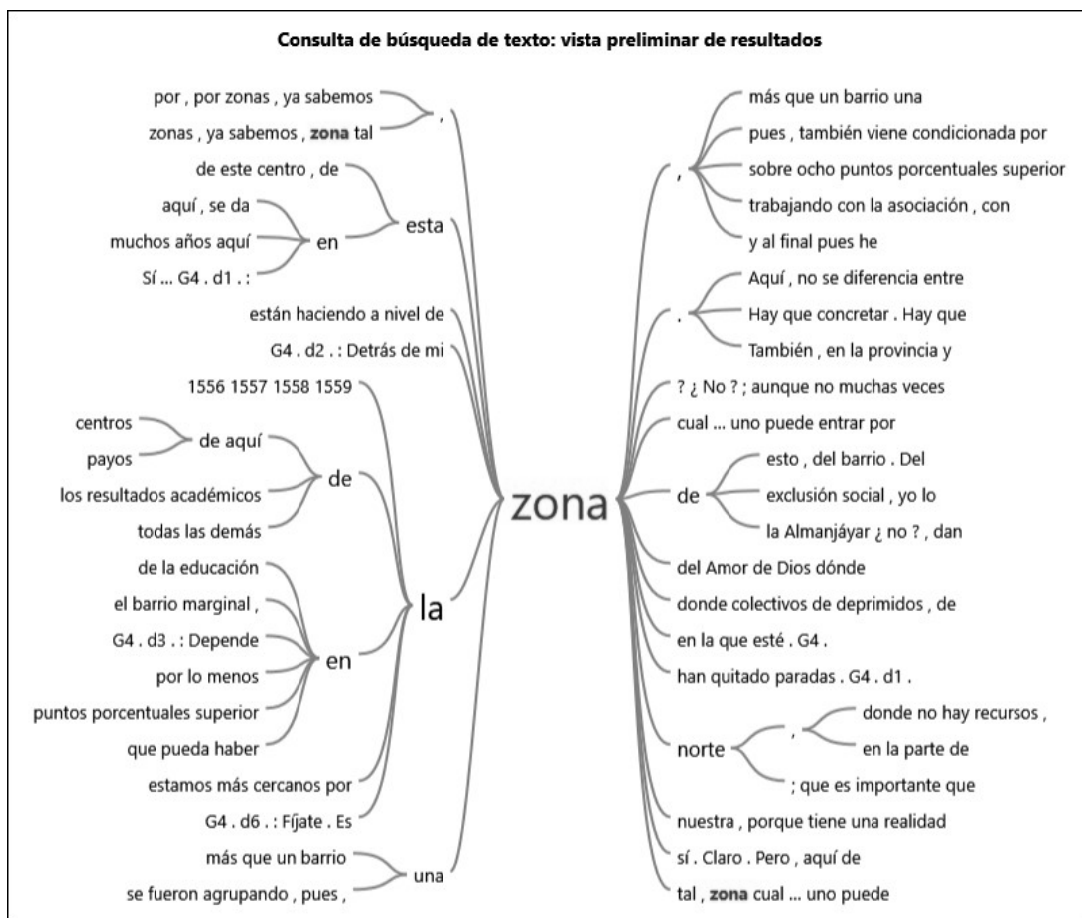 Consulta de búsqueda de texto: vista preliminar de resultados
por , por zonas , ya sabemos
zonas , ya sabemos , zona tal
,
de este centro , de
aquí , se da
muchos años aquí
Sí ... G4 . d1 . :
en
esta
están haciendo a nivel de
G4 . d2 . : Detrás de mi
1556 1557 1558 1559
centros
payos
de aquí
los resultados académicos
todas las demás
de
de la educación
el barrio marginal ,
G4 . d3 . : Depende
por lo menos
puntos porcentuales superior
que pueda haber
en
la
estamos más cercanos por
G4 . d6 . : Fíjate . Es
más que un barrio
se fueron agrupando , pues ,
una
zona
,
más que un barrio una
pues , también viene condicionada por
sobre ocho puntos porcentuales superior
trabajando con la asociación , con
y al final pues he
.
Aquí , no se diferencia entre
Hay que concretar . Hay que
También , en la provincia y
? ¿ No ? ; aunque no muchas veces
cual ... uno puede entrar por
de
esto , del barrio . Del
exclusión social , yo lo
la Almanjáyar ¿ no ? , dan
del Amor de Dios dónde
donde colectivos de deprimidos , de
en la que esté . G4 .
han quitado paradas . G4 . d1 .
norte
,
donde no hay recursos ,
en la parte de
; que es importante que
nuestra , porque tiene una realidad
sí . Claro . Pero , aquí de
tal , zona cual ... uno puede